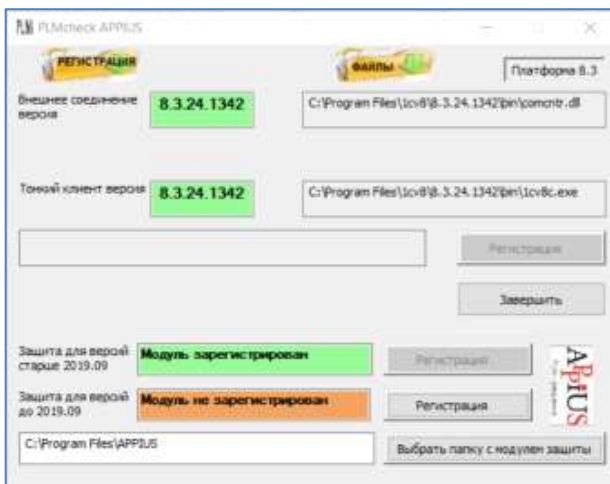 PLMcheck APPIUS
РЕГИСТРАЦИЯ
ФАЙЛЫ
Платформа 8.3
Внешнее соединение
версия
8.3.24.1342
C:\Program Files\1cv8\8.3.24.1342\bin\comcntr.dll
Тонкий клиент версия
8.3.24.1342
C:\Program Files\1cv8\8.3.24.1342\bin\1cv8c.exe
Регистрация
Завершить
Защита для версий
старше 2019.09
Модуль зарегистрирован
Регистрация
Защита для версий
до 2019.09
Модуль не зарегистрирован
Регистрация
APPIUS
C:\Program Files\APPIUS
Выбрать папку с модулем защиты